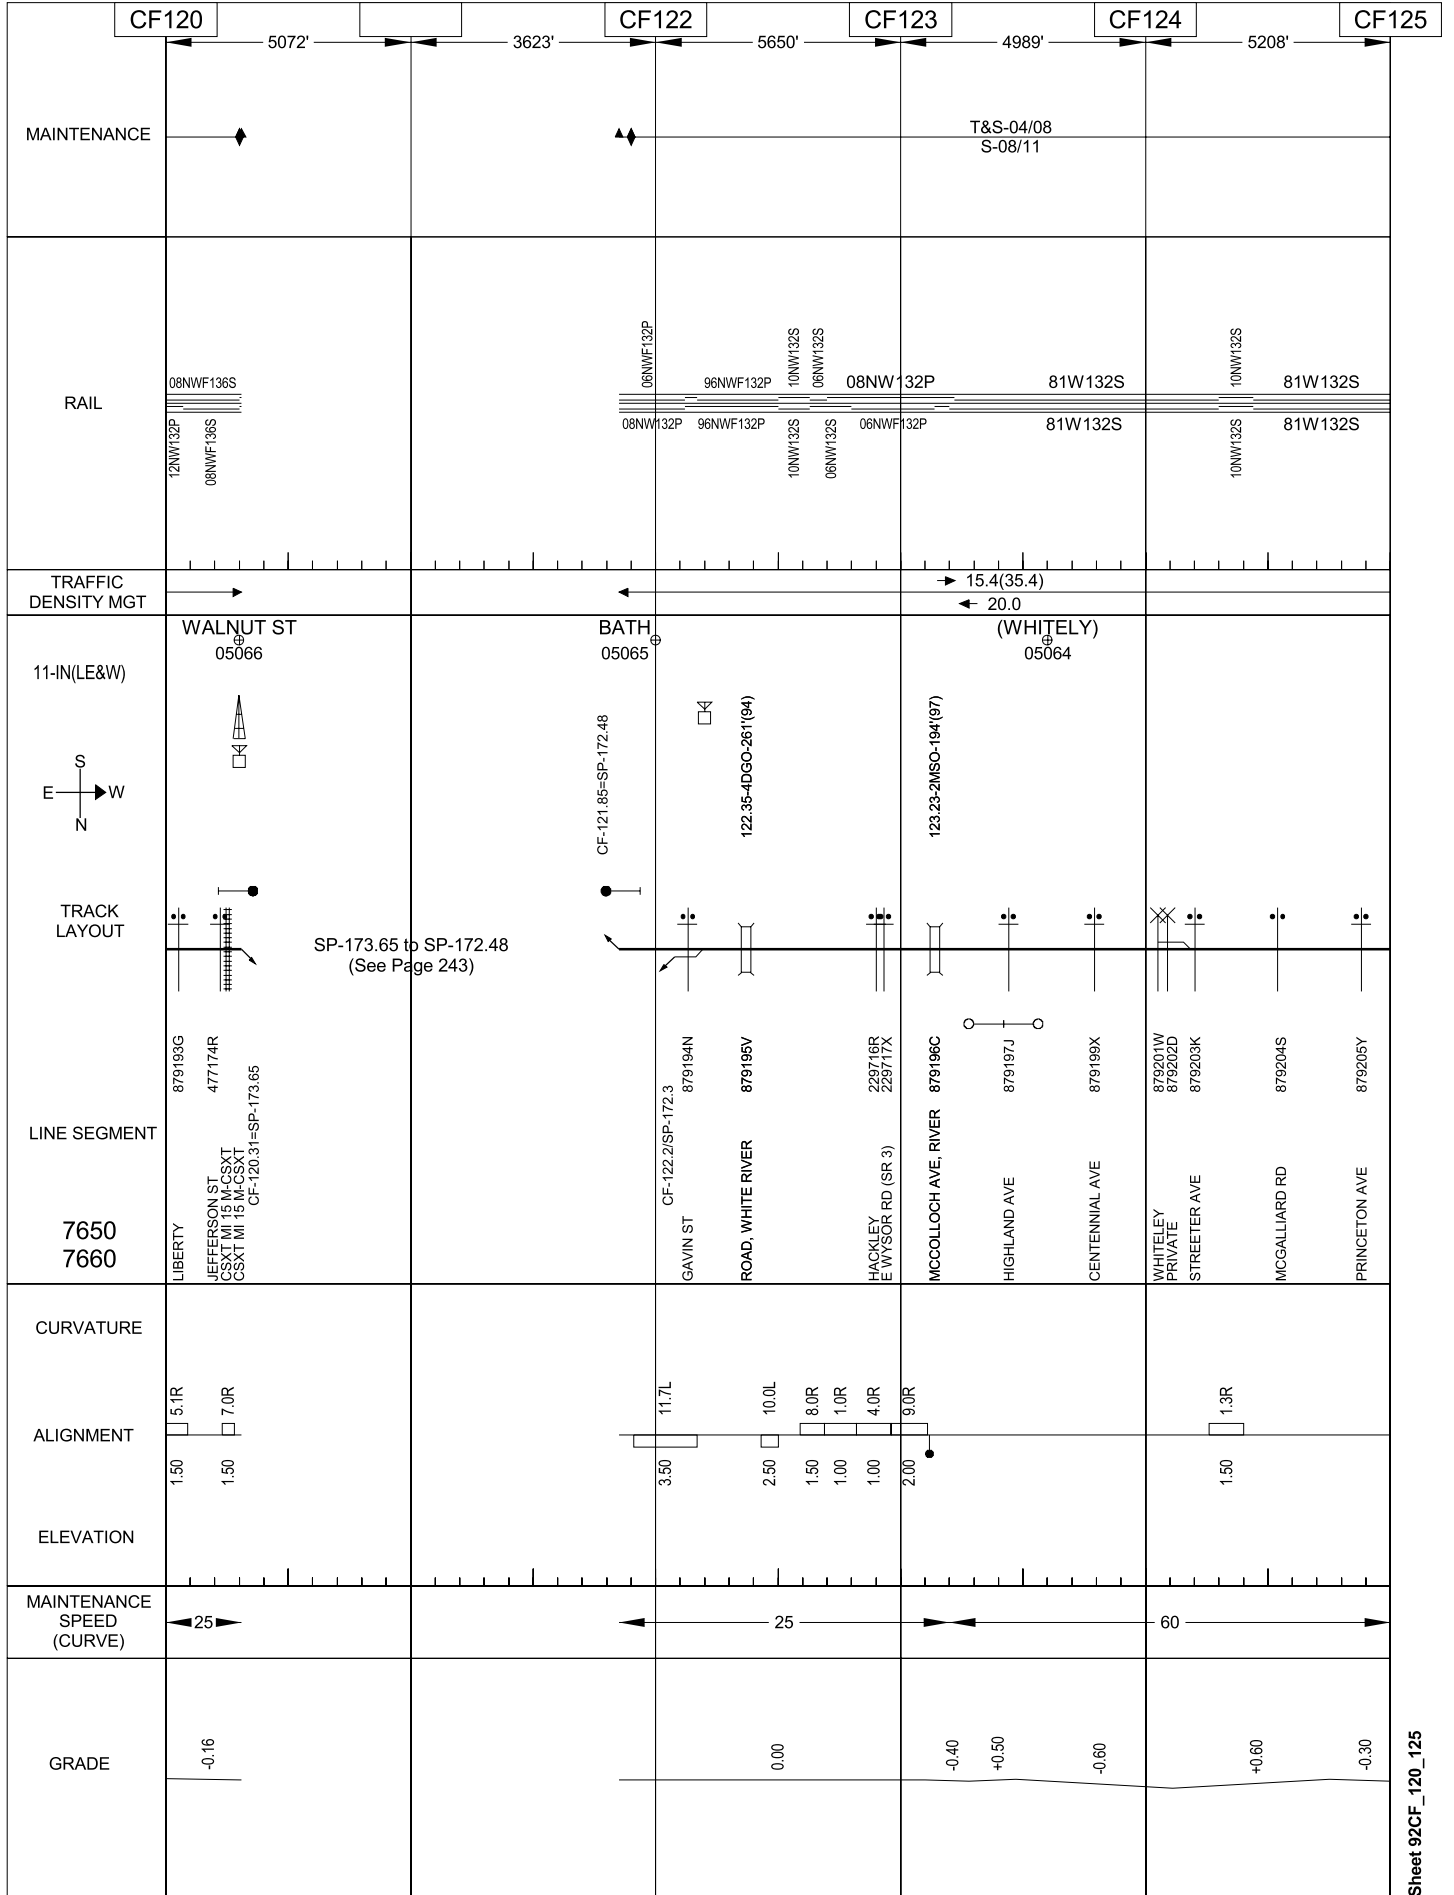 CF120 CF122 CF123 CF124 CF125
5072' 3623' 5650' 4989' 5208'
MAINTENANCE
T&S-04/08
S-08/11
RAIL
08NWF136S
12NW132P
08NWF136S
06NWF132P
96NWF132P
10NW132S
06NW132S
08NW132P
81W132S
10NW132S
81W132S
08NW132P
96NWF132P
10NW132S
06NW132S
06NWF132P
81W132S
10NW132S
81W132S
TRAFFIC
DENSITY MGT
15.4(35.4)
20.0
WALNUT ST
05066
BATH
05065
(WHITELY)
05064
11-IN(LE&W)
S
E W
N
CF-121.85=SP-172.48
122.35-4DGO-261'(94)
123.23-2MSO-194'(97)
TRACK
LAYOUT
SP-173.65 to SP-172.48
(See Page 243)
LINE SEGMENT
7650
7660
879193G
LIBERTY
477174R
JEFFERSON ST
CSXT MI 15 M-CSXT
CSXT MI 15 M-CSXT
CF-120.31=SP-173.65
CF-122.2/SP-172.3
879194N
GAVIN ST
879195V
ROAD, WHITE RIVER
229716R
HACKLEY
229717X
E WYSOR RD (SR 3)
879196C
MCCOLLOCH AVE, RIVER
879197J
HIGHLAND AVE
879199X
CENTENNIAL AVE
879201W
WHITELEY
879202D
PRIVATE
879203K
STREETER AVE
879204S
MCGALLIARD RD
879205Y
PRINCETON AVE
CURVATURE
5.1R
7.0R
11.7L
10.0L
8.0R
1.0R
4.0R
9.0R
1.3R
ALIGNMENT
1.50
1.50
3.50
2.50
1.50
1.00
1.00
2.00
1.50
ELEVATION
MAINTENANCE
SPEED
(CURVE)
25 25 60
GRADE
-0.16
0.00
-0.40
+0.50
-0.60
+0.60
-0.30
Sheet 92CF_120_125